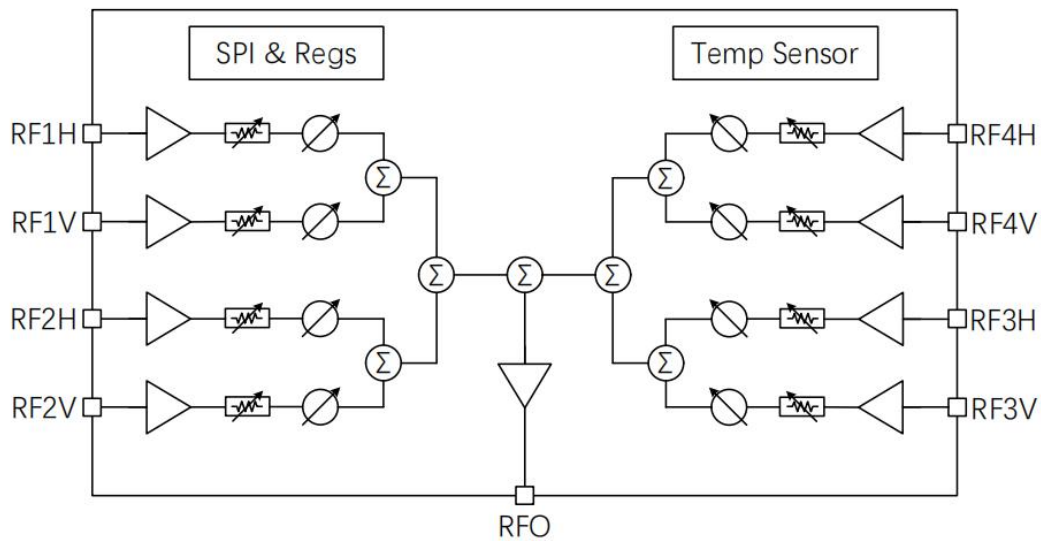 SPI & Regs
Temp Sensor
RF1H
RF4H
Σ
Σ
RF1V
RF4V
Σ
Σ
Σ
RF2H
RF3H
Σ
Σ
RF2V
RF3V
RFO